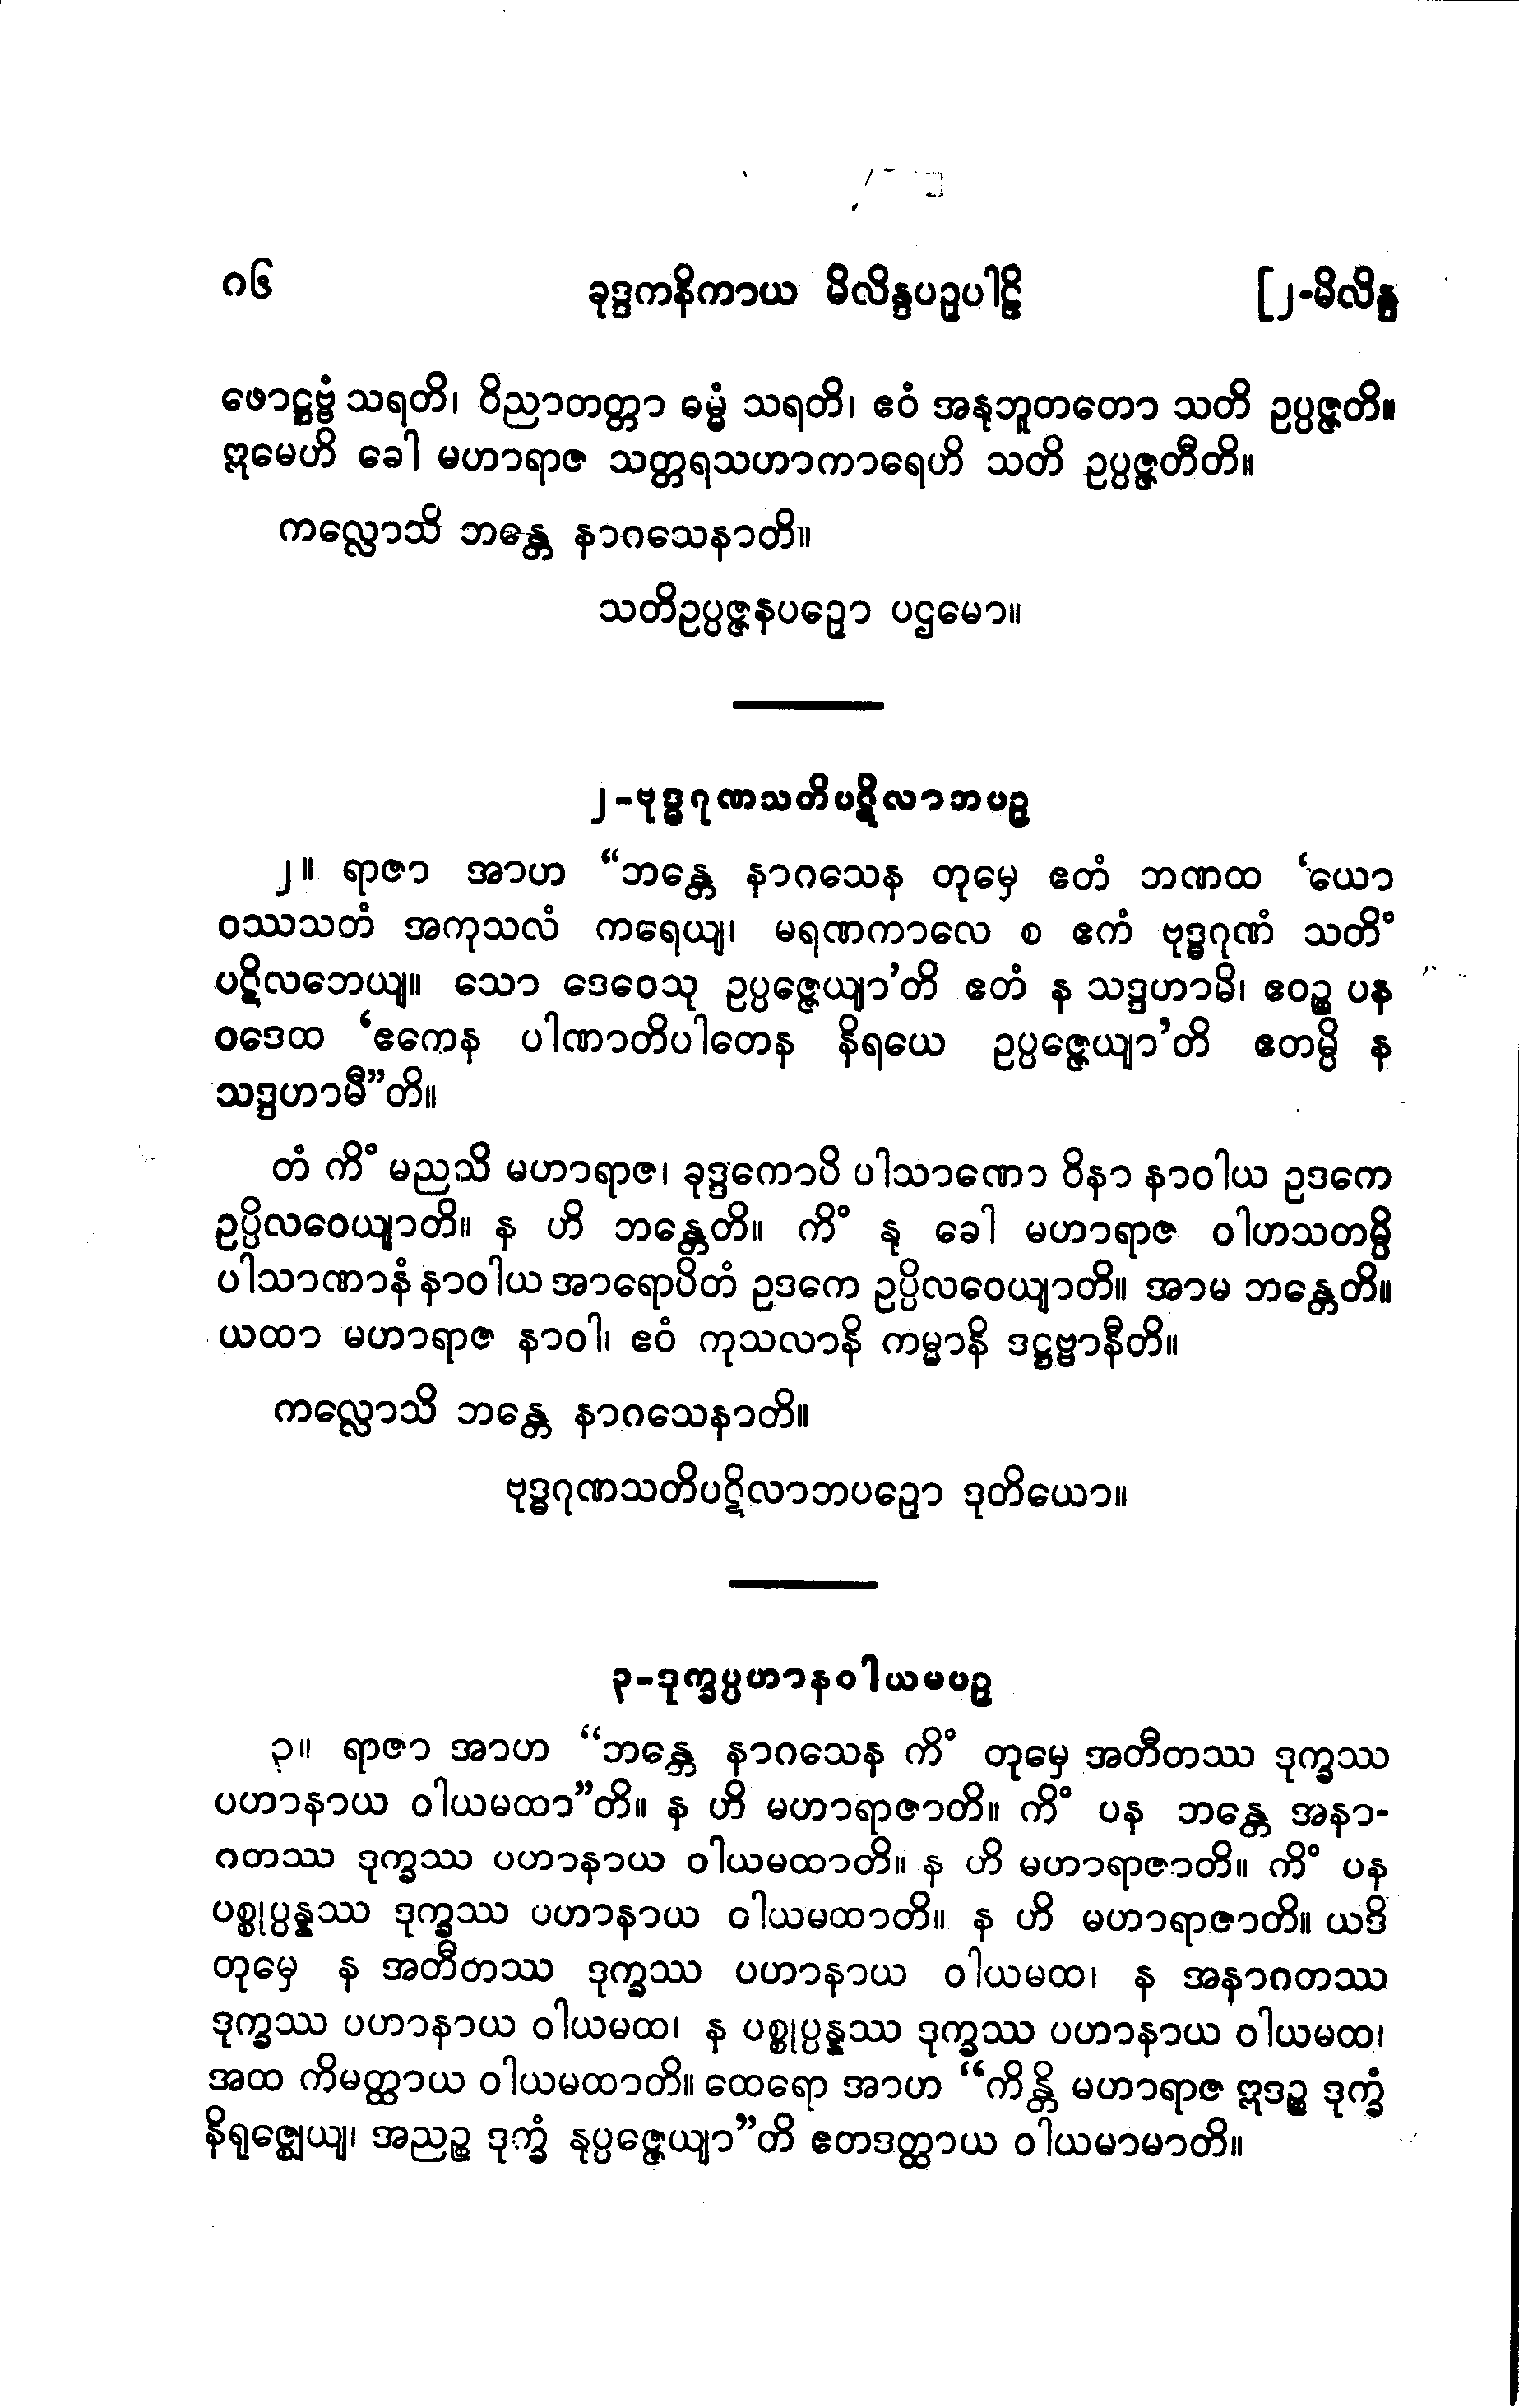 ၈၆ ခုဒ္ဒကနိကာယ မိလိန္ဒပဉှပါဠိ [၂-မိလိန္ဒ
ဖောဋ္ဌဗ္ဗံ သရတိ၊ ဝိညာတတ္တာ ဓမ္မံ သရတိ၊ ဧဝံ အနုဘူတတော သတိ ဥပ္ပဇ္ဇတိ။
ဣမေဟိ ခေါ မဟာရာဇ သတ္တရသဟာကာရေဟိ သတိ ဥပ္ပဇ္ဇတီတိ။
ကလ္လောသိ ဘန္တေ နာဂသေနာတိ။
သတိဥပ္ပဇ္ဇနပဉှော ပဌမော။
၂-ဗုဒ္ဓဂုဏသတိပဋိလာဘပဉှ
၂။ ရာဇာ အာဟ “ဘန္တေ နာဂသေန တုမှေ ဧတံ ဘဏထ ‘ယော
ဝဿသတံ အကုသလံ ကရေယျ၊ မရဏကာလေ စ ဧကံ ဗုဒ္ဓဂုဏံ သတိံ
ပဋိလဘေယျ။ သော ဒေဝေသု ဥပ္ပဇ္ဇေယျာ’တိ ဧတံ န သဒ္ဒဟာမိ၊ ဧဝဉ္စ ပန
ဝဒေထ ‘ဧကေန ပါဏာတိပါတေန နိရယေ ဥပ္ပဇ္ဇေယျာ’တိ ဧတမ္ပိ န
သဒ္ဒဟာမီ”တိ။
တံ ကိံ မညသိ မဟာရာဇ၊ ခုဒ္ဒကောပိ ပါသာဏော ဝိနာ နာဝါယ ဥဒကေ
ဥပ္ပိလဝေယျာတိ။ န ဟိ ဘန္တေတိ။ ကိံ နု ခေါ မဟာရာဇ ဝါဟသတမ္ပိ
ပါသာဏာနံ နာဝါယ အာရောပိတံ ဥဒကေ ဥပ္ပိလဝေယျာတိ။ အာမ ဘန္တေတိ။
ယထာ မဟာရာဇ နာဝါ၊ ဧဝံ ကုသလာနိ ကမ္မာနိ ဒဋ္ဌဗ္ဗာနီတိ။
ကလ္လောသိ ဘန္တေ နာဂသေနာတိ။
ဗုဒ္ဓဂုဏသတိပဋိလာဘပဉှော ဒုတိယော။
၃-ဒုက္ခပ္ပဟာနဝါယမပဉှ
၃။ ရာဇာ အာဟ “ဘန္တေ နာဂသေန ကိံ တုမှေ အတီတဿ ဒုက္ခဿ
ပဟာနာယ ဝါယမထာ”တိ။ န ဟိ မဟာရာဇာတိ။ ကိံ ပန ဘန္တေ အနာ-
ဂတဿ ဒုက္ခဿ ပဟာနာယ ဝါယမထာတိ။ န ဟိ မဟာရာဇာတိ။ ကိံ ပန
ပစ္စုပ္ပန္နဿ ဒုက္ခဿ ပဟာနာယ ဝါယမထာတိ။ န ဟိ မဟာရာဇာတိ။ ယဒိ
တုမှေ န အတီတဿ ဒုက္ခဿ ပဟာနာယ ဝါယမထ၊ န အနာဂတဿ
ဒုက္ခဿ ပဟာနာယ ဝါယမထ၊ န ပစ္စုပ္ပန္နဿ ဒုက္ခဿ ပဟာနာယ ဝါယမထ၊
အထ ကိမတ္ထာယ ဝါယမထာတိ။ ထေရော အာဟ “ကိန္တိ မဟာရာဇ ဣဒဉ္စ ဒုက္ခံ
နိရုဇ္ဈေယျ၊ အညဉ္စ ဒုက္ခံ နုပ္ပဇ္ဇေယျာ”တိ ဧတဒတ္ထာယ ဝါယမာမာတိ။